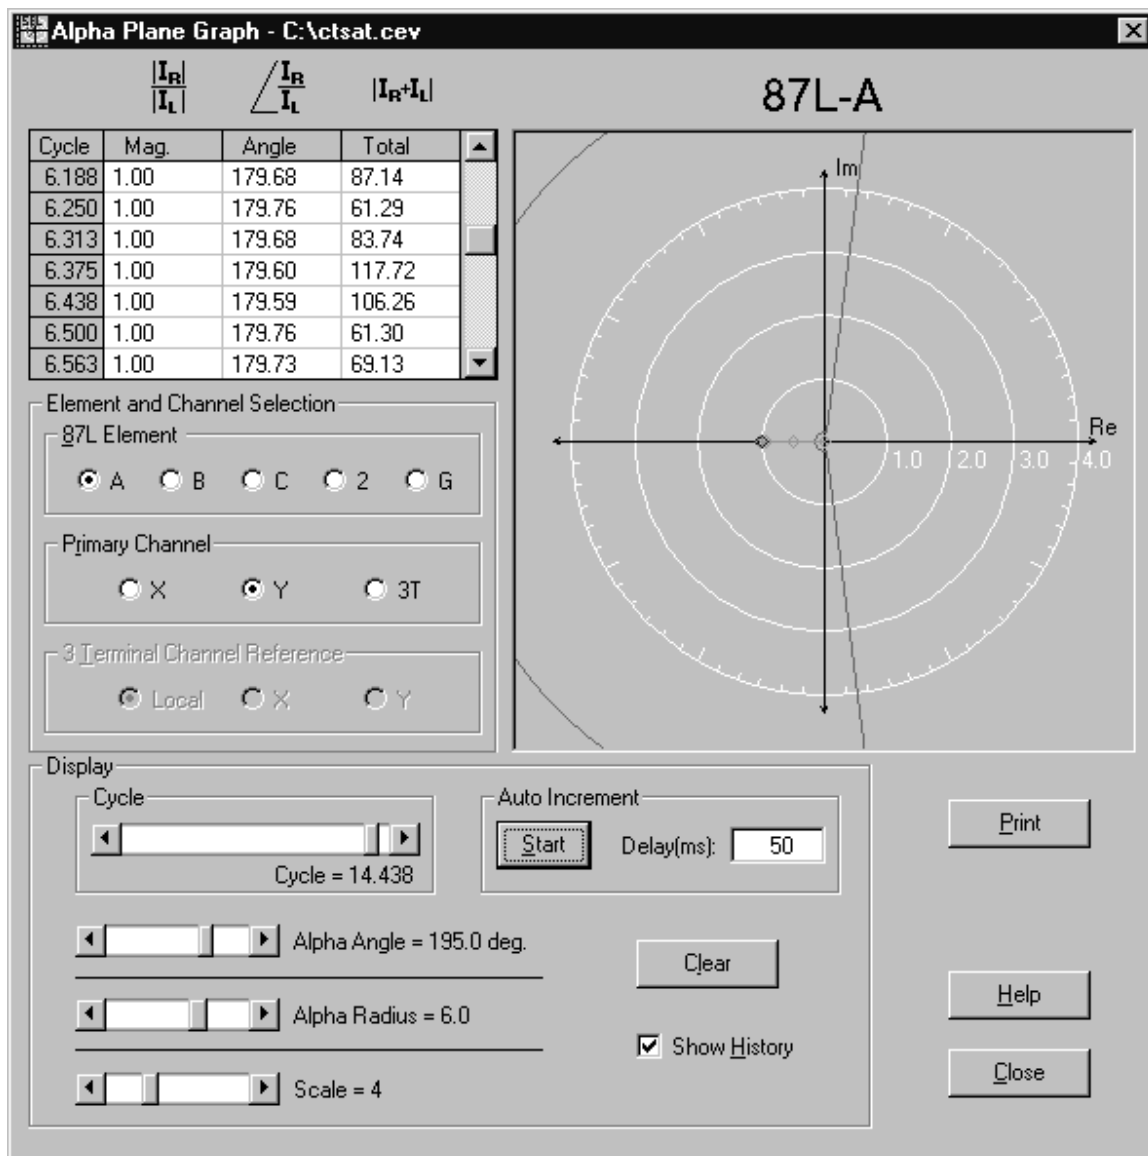 Alpha Plane Graph - C:\ctsat.cev
|I_R| / |I_L|   ∠ I_R / I_L   |I_R+I_L|
87L-A
Cycle Mag. Angle Total
6.188 1.00 179.68 87.14
6.250 1.00 179.76 61.29
6.313 1.00 179.68 83.74
6.375 1.00 179.60 117.72
6.438 1.00 179.59 106.26
6.500 1.00 179.76 61.30
6.563 1.00 179.73 69.13
Im
Re
1.0 2.0 3.0 4.0
Element and Channel Selection
87L Element
A B C 2 G
Primary Channel
X Y 3T
3 Terminal Channel Reference
Local X Y
Display
Cycle
Cycle = 14.438
Auto Increment
Start Delay(ms): 50
Print
Alpha Angle = 195.0 deg.
Clear
Alpha Radius = 6.0
Help
Show History
Scale = 4
Close